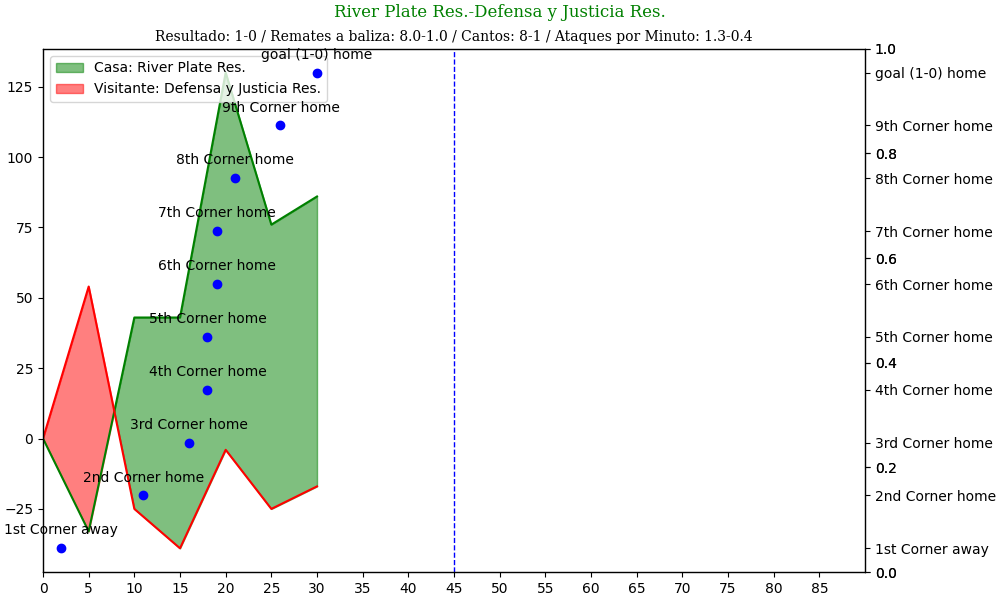 River Plate Res.-Defensa y Justicia Res.
Resultado: 1-0 / Remates a baliza: 8.0-1.0 / Cantos: 8-1 / Ataques por Minuto: 1.3-0.4
Casa: River Plate Res.
Visitante: Defensa y Justicia Res.
goal (1-0) home
9th Corner home
8th Corner home
7th Corner home
6th Corner home
5th Corner home
4th Corner home
3rd Corner home
2nd Corner home
1st Corner away
125
100
75
50
25
0
−25
0 5 10 15 20 25 30 35 40 45 50 55 60 65 70 75 80 85
1.0
goal (1-0) home
9th Corner home
0.8
8th Corner home
7th Corner home
0.6
6th Corner home
5th Corner home
0.4
4th Corner home
3rd Corner home
0.2
2nd Corner home
1st Corner away
0.0